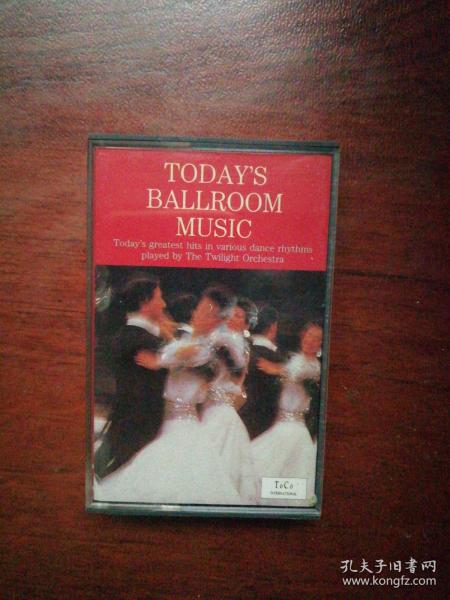 TODAY'S
BALLROOM
MUSIC
Today's greatest hits in various dance rhythms
played by The Twilight Orchestra
ToCo
INTERNATIONAL
孔夫子旧书网
www.kongfz.com